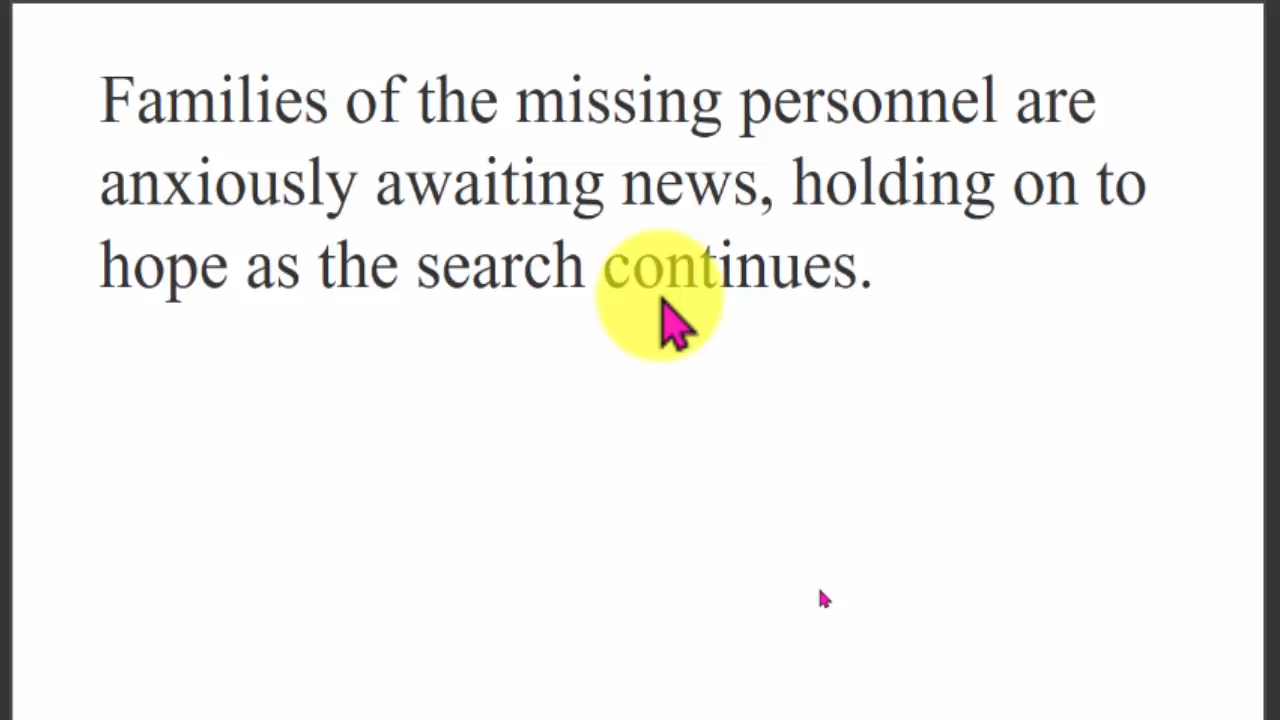 Families of the missing personnel are
anxiously awaiting news, holding on to
hope as the search continues.